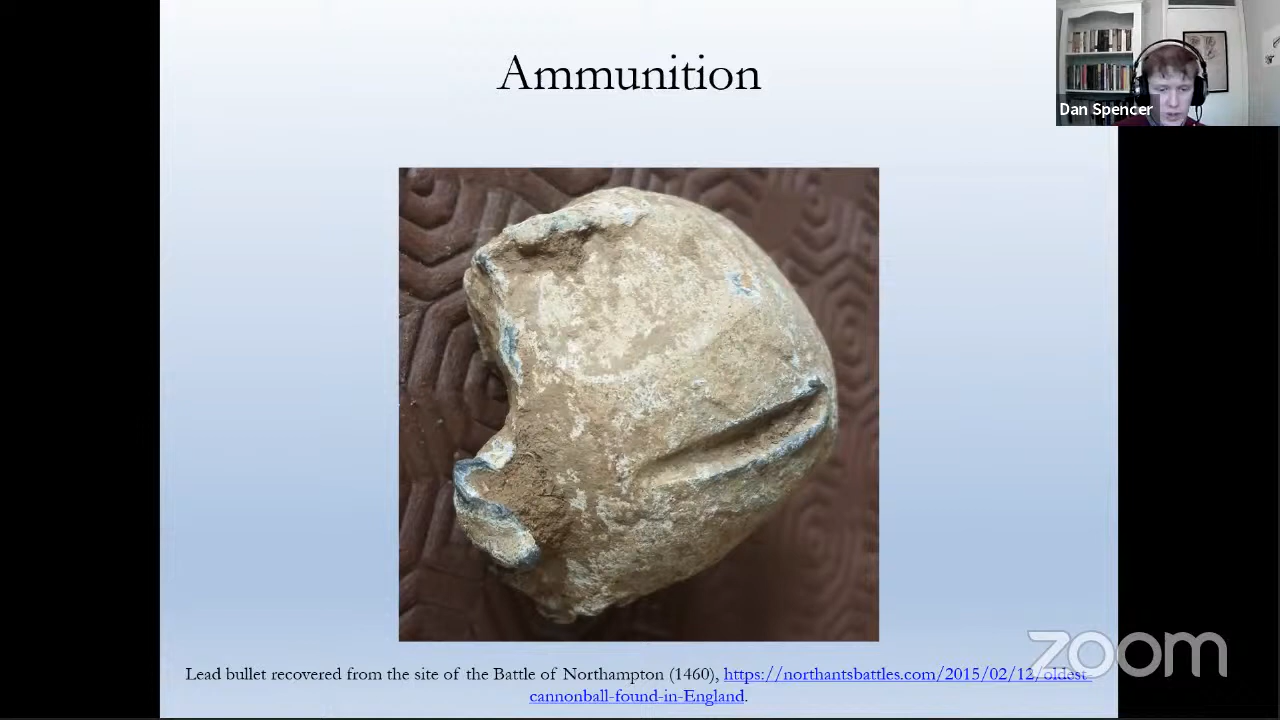 Ammunition
Dan Spencer
Lead bullet recovered from the site of the Battle of Northampton (1460), https://northantsbattles.com/2015/02/12/oldest-
cannonball-found-in-England.
zoom